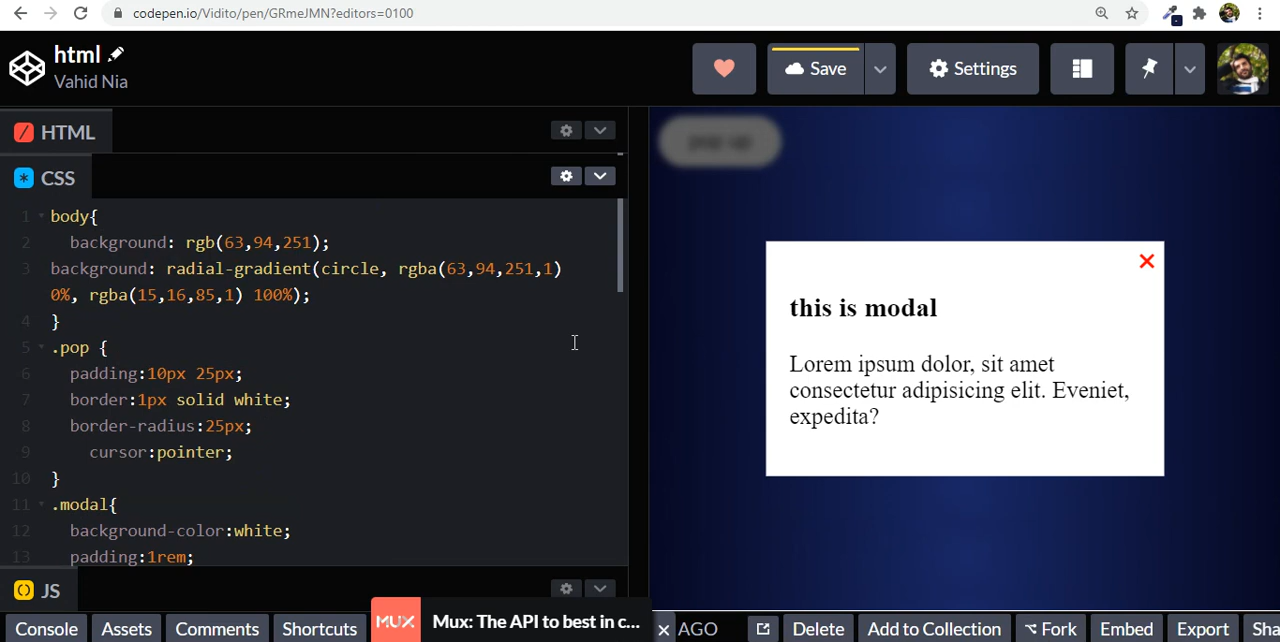 codepen.io/Vidito/pen/GRmeJMN?editors=0100
html
Vahid Nia
Save
Settings
HTML
CSS
1 body{
2 background: rgb(63,94,251);
3 background: radial-gradient(circle, rgba(63,94,251,1)
0%, rgba(15,16,85,1) 100%);
4 }
5 .pop {
6 padding:10px 25px;
7 border:1px solid white;
8 border-radius:25px;
9 cursor:pointer;
10 }
11 .modal{
12 background-color:white;
13 padding:1rem;
JS
pop up
this is modal
Lorem ipsum dolor, sit amet
consectetur adipisicing elit. Eveniet,
expedita?
Console
Assets
Comments
Shortcuts
MUX
Mux: The API to best in c...
AGO
Delete
Add to Collection
Fork
Embed
Export
Sha